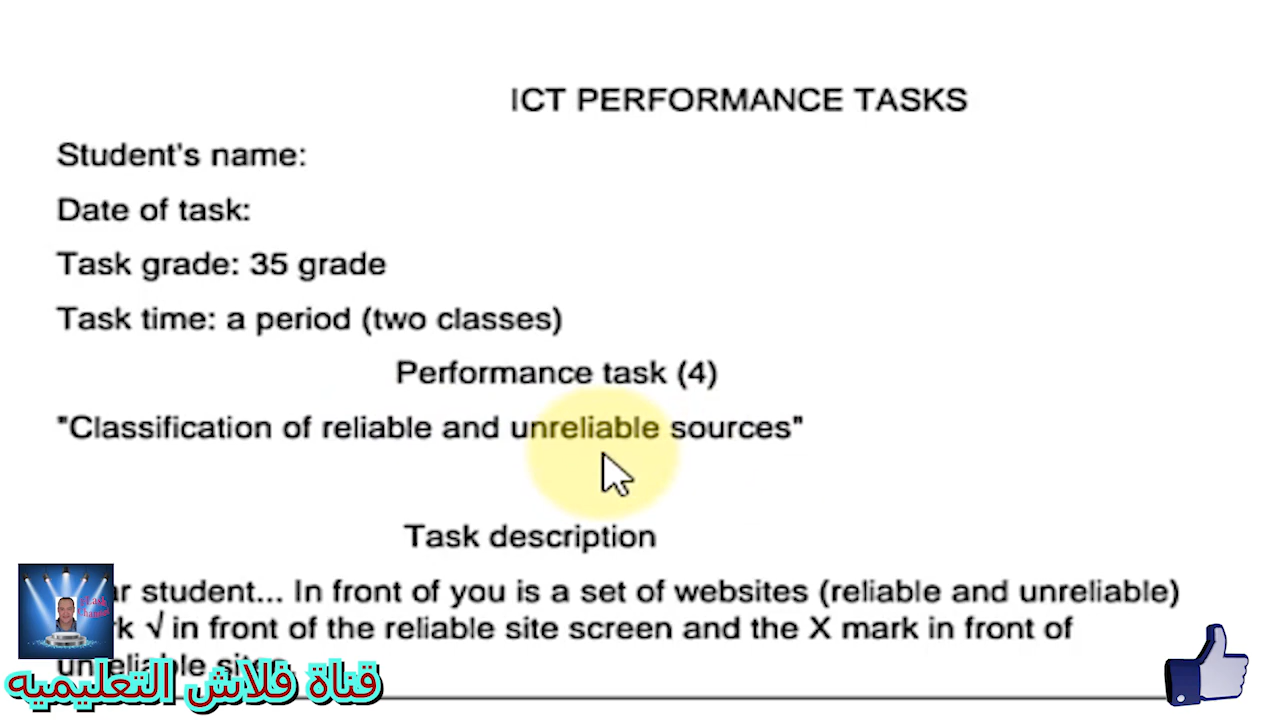 ICT PERFORMANCE TASKS
Student's name:
Date of task:
Task grade: 35 grade
Task time: a period (two classes)
Performance task (4)
"Classification of reliable and unreliable sources"
Task description
student... In front of you is a set of websites (reliable and unreliable)
√ in front of the reliable site screen and the X mark in front of
unreliable sites
قناة فلاش التعليميه